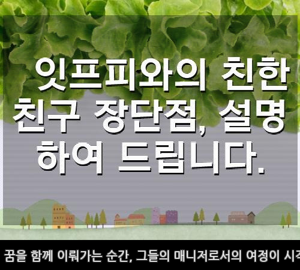 잇프피와의 친한
친구 장단점, 설명
하여 드립니다.
꿈을 함께 이뤄가는 순간, 그들의 매니저로서의 여정이 시